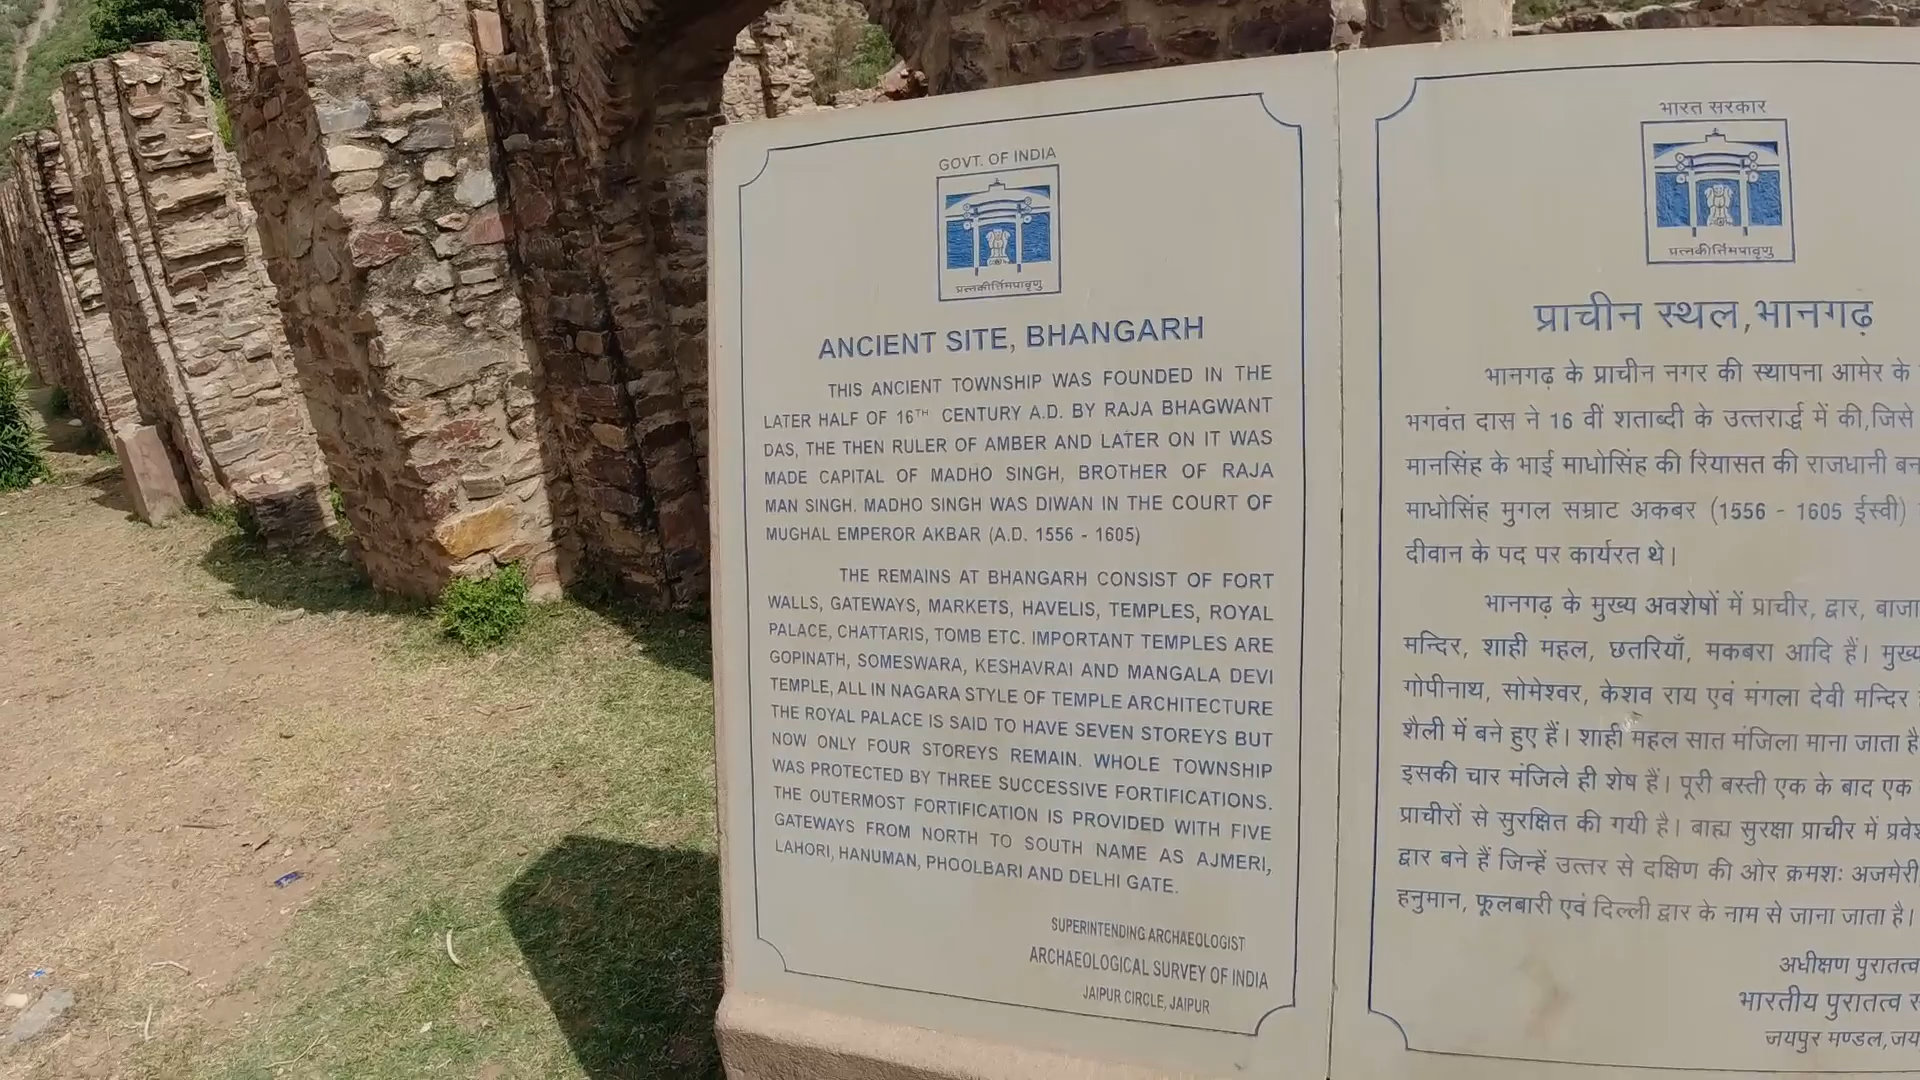 GOVT. OF INDIA
प्रत्नकीर्तिमपावृणु
ANCIENT SITE, BHANGARH
THIS ANCIENT TOWNSHIP WAS FOUNDED IN THE
LATER HALF OF 16TH CENTURY A.D. BY RAJA BHAGWANT
DAS, THE THEN RULER OF AMBER AND LATER ON IT WAS
MADE CAPITAL OF MADHO SINGH, BROTHER OF RAJA
MAN SINGH. MADHO SINGH WAS DIWAN IN THE COURT OF
MUGHAL EMPEROR AKBAR (A.D. 1556 - 1605)
THE REMAINS AT BHANGARH CONSIST OF FORT
WALLS, GATEWAYS, MARKETS, HAVELIS, TEMPLES, ROYAL
PALACE, CHATTARIS, TOMB ETC. IMPORTANT TEMPLES ARE
GOPINATH, SOMESWARA, KESHAVRAI AND MANGALA DEVI
TEMPLE, ALL IN NAGARA STYLE OF TEMPLE ARCHITECTURE
THE ROYAL PALACE IS SAID TO HAVE SEVEN STOREYS BUT
NOW ONLY FOUR STOREYS REMAIN. WHOLE TOWNSHIP
WAS PROTECTED BY THREE SUCCESSIVE FORTIFICATIONS.
THE OUTERMOST FORTIFICATION IS PROVIDED WITH FIVE
GATEWAYS FROM NORTH TO SOUTH NAME AS AJMERI,
LAHORI, HANUMAN, PHOOLBARI AND DELHI GATE.
SUPERINTENDING ARCHAEOLOGIST
ARCHAEOLOGICAL SURVEY OF INDIA
JAIPUR CIRCLE, JAIPUR
भारत सरकार
प्रत्नकीर्तिमपावृणु
प्राचीन स्थल, भानगढ़
भानगढ़ के प्राचीन नगर की स्थापना आमेर के
भगवंत दास ने 16 वीं शताब्दी के उत्तरार्द्ध में की,जिसे
मानसिंह के भाई माधोसिंह की रियासत की राजधानी
माधोसिंह मुगल सम्राट अकबर (1556 - 1605 ईस्वी)
दीवान के पद पर कार्यरत थे।
भानगढ़ के मुख्य अवशेषों में प्राचीर, द्वार,
मन्दिर, शाही महल, छतरियाँ, मकबरा आदि हैं।
गोपीनाथ, सोमेश्वर, केशव राय एवं मंगला देवी मन्दिर
शैली में बने हुए हैं। शाही महल सात मंजिला माना जाता है
इसकी चार मंजिले ही शेष हैं। पूरी बस्ती एक के बाद एक
प्राचीरों से सुरक्षित की गयी है। बाह्य सुरक्षा प्राचीर में
द्वार बने हैं जिन्हें उत्तर से दक्षिण की ओर क्रमशः अजमेरी
हनुमान, फूलबारी एवं दिल्ली द्वार के नाम से जाना जाता है।
अधीक्षण
भारतीय पुरातत्व
जयपुर मण्डल,